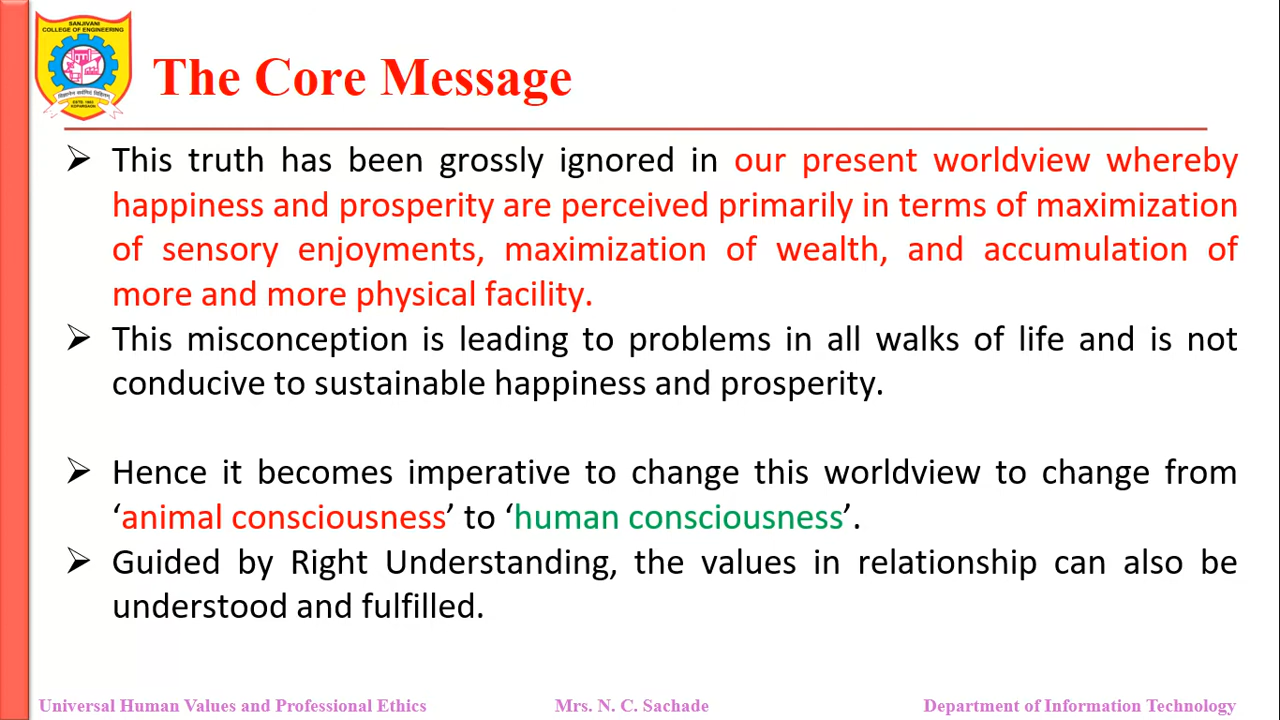 SANJIVANI
COLLEGE OF ENGINEERING
The Core Message
➢ This truth has been grossly ignored in our present worldview whereby
happiness and prosperity are perceived primarily in terms of maximization
of sensory enjoyments, maximization of wealth, and accumulation of
more and more physical facility.
➢ This misconception is leading to problems in all walks of life and is not
conducive to sustainable happiness and prosperity.
➢ Hence it becomes imperative to change this worldview to change from
‘animal consciousness’ to ‘human consciousness’.
➢ Guided by Right Understanding, the values in relationship can also be
understood and fulfilled.
Universal Human Values and Professional Ethics
Mrs. N. C. Sachade
Department of Information Technology